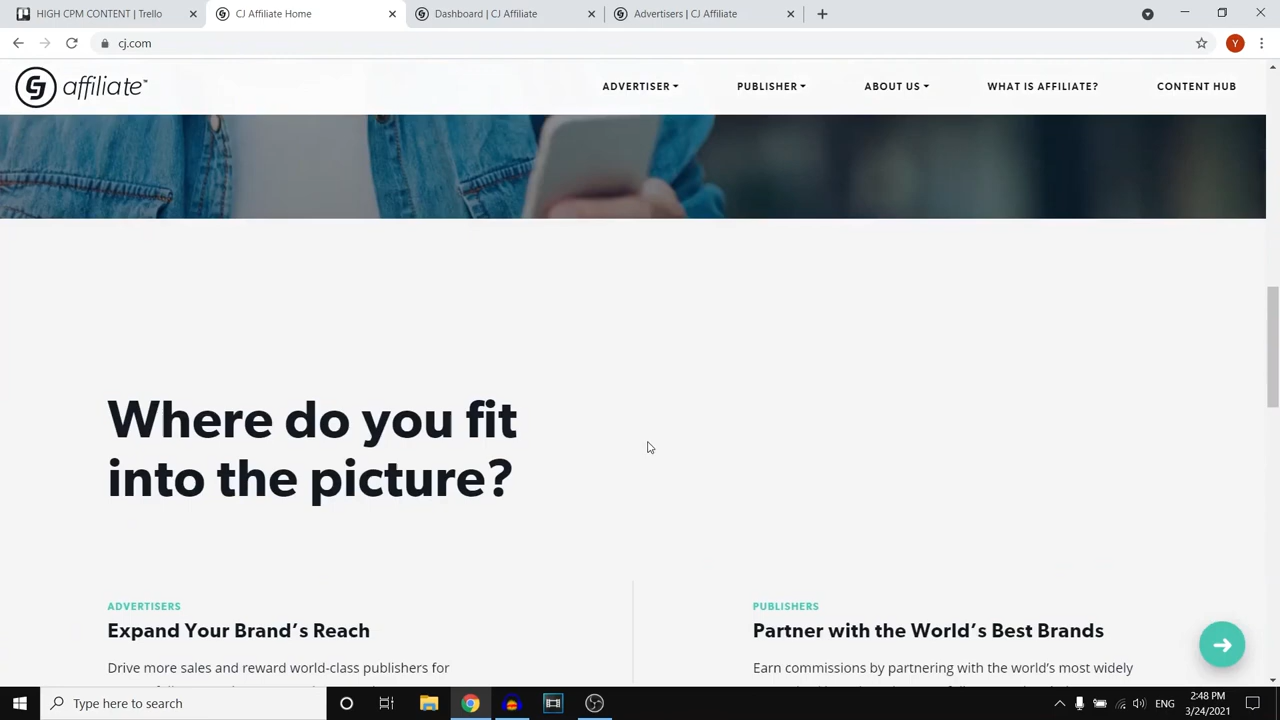 HIGH CPM CONTENT | Trello
CJ Affiliate Home
Dashboard | CJ Affiliate
Advertisers | CJ Affiliate
cj.com
Y
CJ affiliate™
ADVERTISER
PUBLISHER
ABOUT US
WHAT IS AFFILIATE?
CONTENT HUB
Where do you fit
into the picture?
ADVERTISERS
Expand Your Brand’s Reach
Drive more sales and reward world-class publishers for
PUBLISHERS
Partner with the World’s Best Brands
Earn commissions by partnering with the world’s most widely
Type here to search
ENG
2:48 PM
3/24/2021